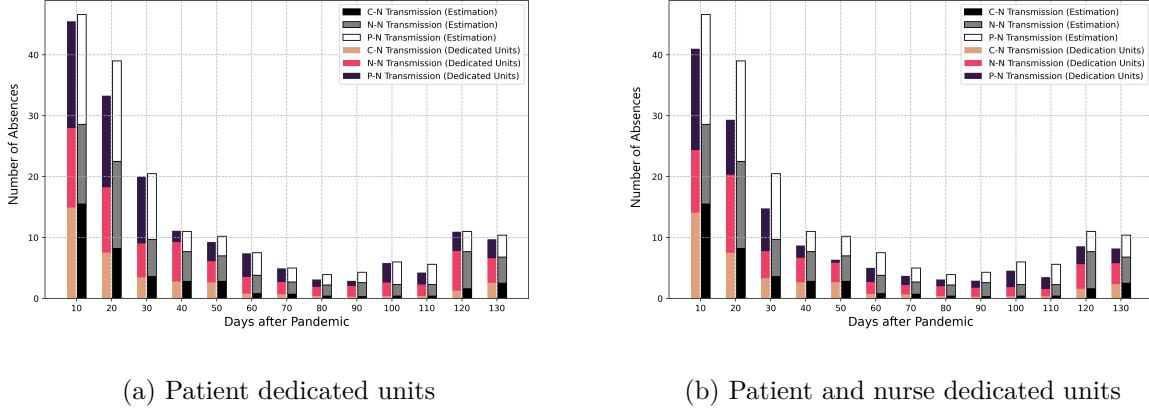 C-N Transmission (Estimation)
N-N Transmission (Estimation)
P-N Transmission (Estimation)
C-N Transmission (Dedicated Units)
N-N Transmission (Dedicated Units)
P-N Transmission (Dedicated Units)
Number of Absences
40
30
20
10
0
10 20 30 40 50 60 70 80 90 100 110 120 130
Days after Pandemic
(a) Patient dedicated units
C-N Transmission (Estimation)
N-N Transmission (Estimation)
P-N Transmission (Estimation)
C-N Transmission (Dedication Units)
N-N Transmission (Dedication Units)
P-N Transmission (Dedication Units)
Number of Absences
40
30
20
10
0
10 20 30 40 50 60 70 80 90 100 110 120 130
Days after Pandemic
(b) Patient and nurse dedicated units